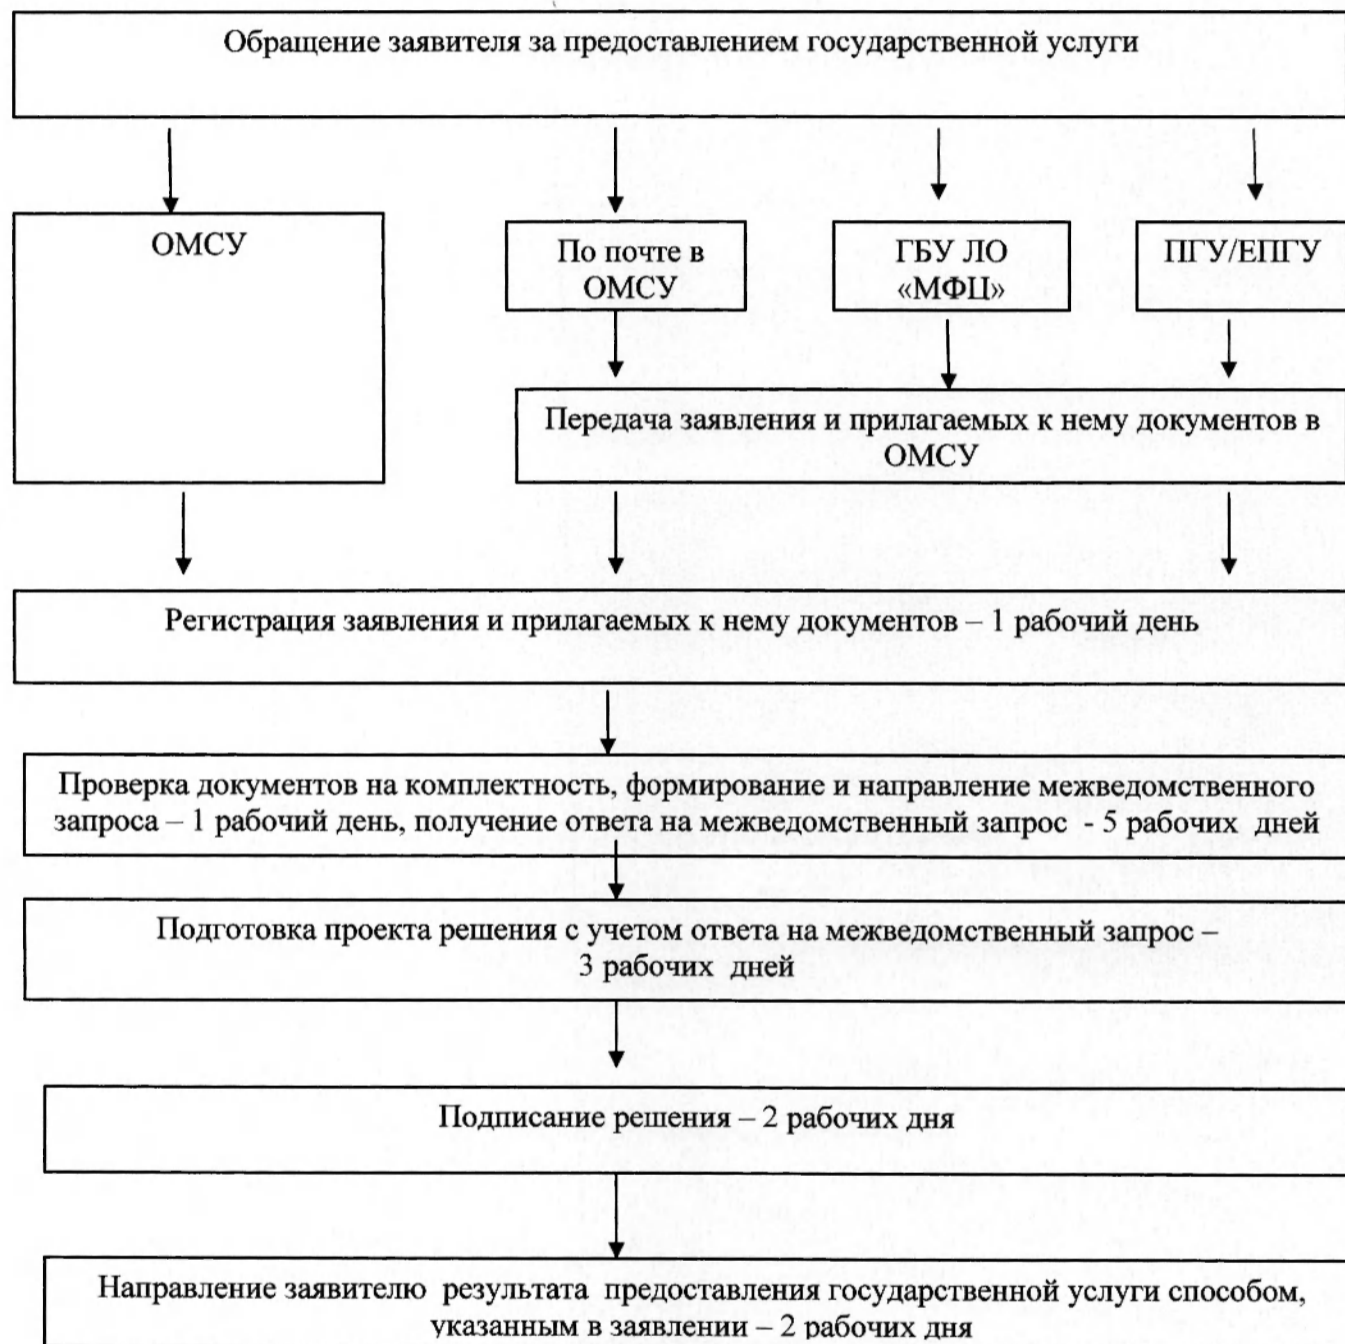 Обращение заявителя за предоставлением государственной услуги
ОМСУ
По почте в
ОМСУ
ГБУ ЛО
«МФЦ»
ПГУ/ЕПГУ
Передача заявления и прилагаемых к нему документов в
ОМСУ
Регистрация заявления и прилагаемых к нему документов – 1 рабочий день
Проверка документов на комплектность, формирование и направление межведомственного
запроса – 1 рабочий день, получение ответа на межведомственный запрос - 5 рабочих дней
Подготовка проекта решения с учетом ответа на межведомственный запрос –
3 рабочих дней
Подписание решения – 2 рабочих дня
Направление заявителю результата предоставления государственной услуги способом,
указанным в заявлении – 2 рабочих дня